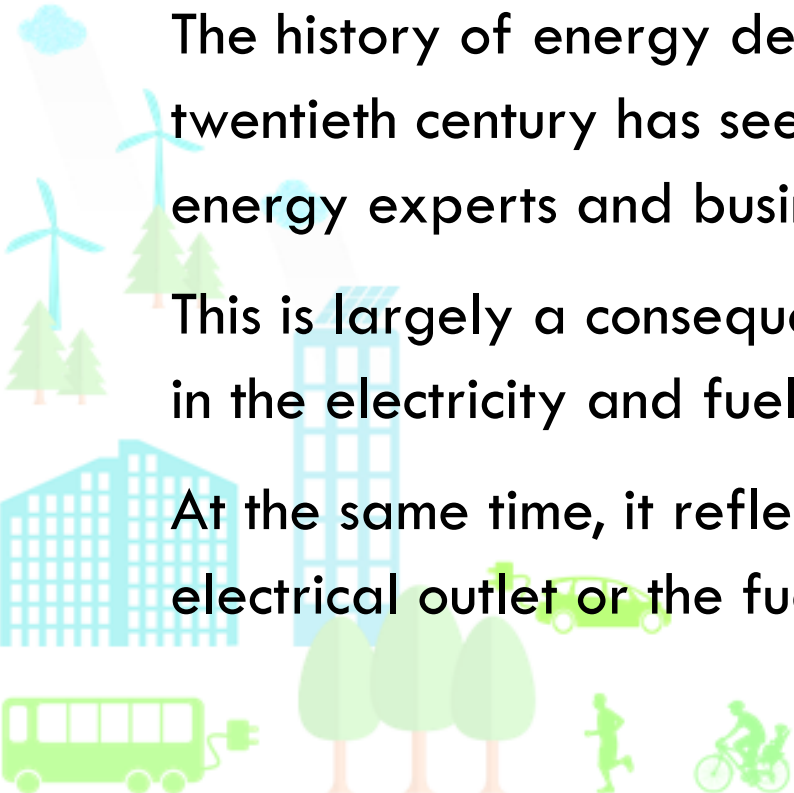 The history of energy de
twentieth century has see
energy experts and busi
This is largely a consequ
in the electricity and fuel
At the same time, it refle
electrical outlet or the fu